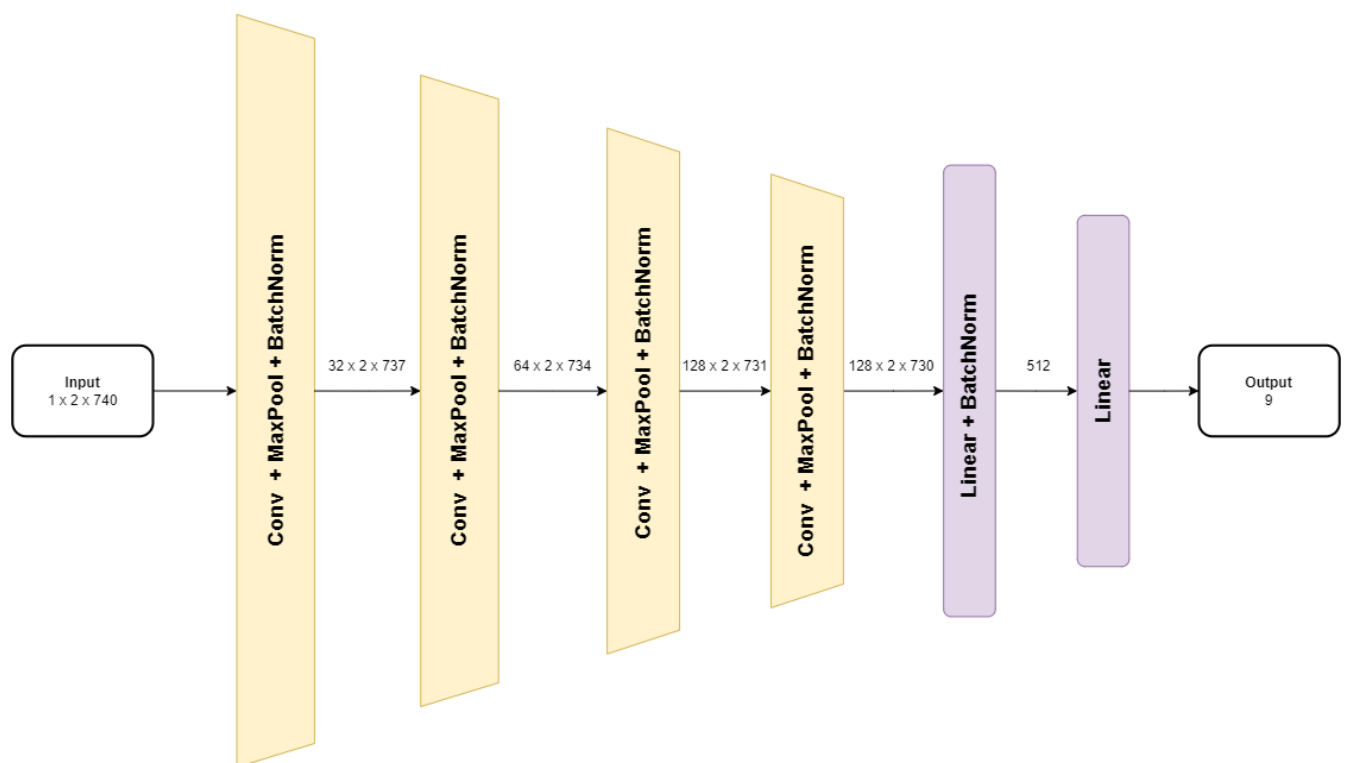 Input
1 x 2 x 740
Conv + MaxPool + BatchNorm
32 x 2 x 737
Conv + MaxPool + BatchNorm
64 x 2 x 734
Conv + MaxPool + BatchNorm
128 x 2 x 731
Conv + MaxPool + BatchNorm
128 x 2 x 730
Linear + BatchNorm
512
Linear
Output
9